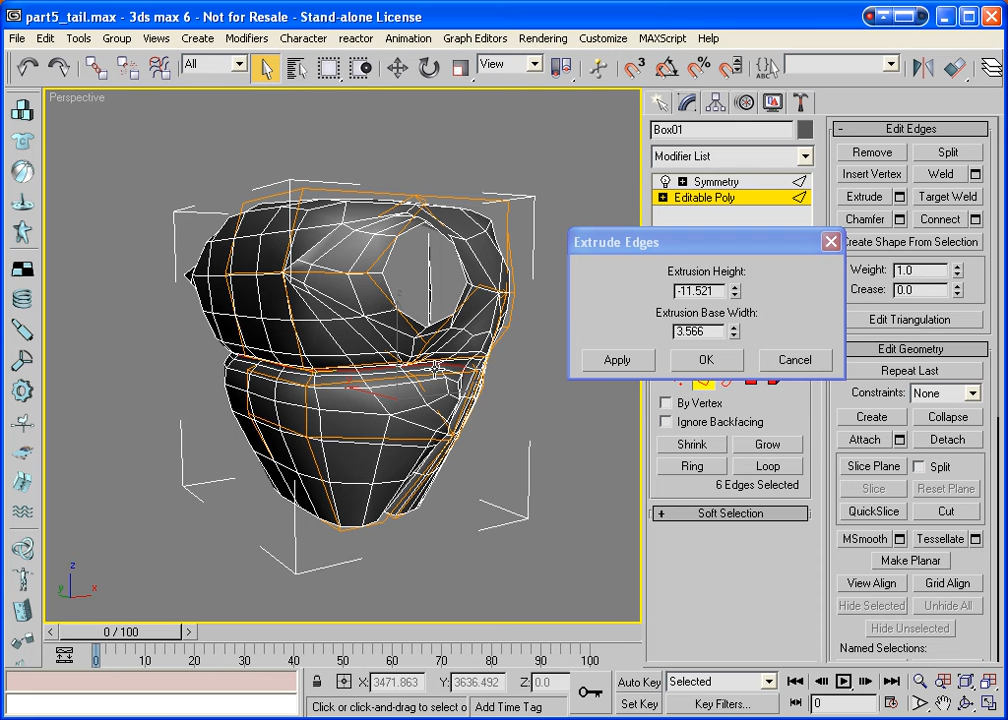 part5_tail.max - 3ds max 6 - Not for Resale - Stand-alone License
File Edit Tools Group Views Create Modifiers Character reactor Animation Graph Editors Rendering Customize MAXScript Help
All View
Perspective
Box01
Modifier List
Symmetry
Editable Poly
Extrude Edges
Extrusion Height:
-11.521
Extrusion Base Width:
3.566
Apply OK Cancel
By Vertex
Ignore Backfacing
Shrink Grow
Ring Loop
6 Edges Selected
+ Soft Selection
- Edit Edges
Remove Split
Insert Vertex Weld
Extrude Target Weld
Chamfer Connect
Create Shape From Selection
Weight: 1.0
Crease: 0.0
Edit Triangulation
- Edit Geometry
Repeat Last
Constraints: None
Create Collapse
Attach Detach
Slice Plane Split
Slice Reset Plane
QuickSlice Cut
MSmooth Tessellate
Make Planar
View Align Grid Align
Hide Selected Unhide All
Hide Unselected
Named Selections:
z
x
y
z
0 / 100
0 10 20 30 40 50 60 70 80 90 100
X: 3471.863 Y: 3636.492 Z: 0.0
Auto Key Selected
Click or click-and-drag to select o Add Time Tag
Set Key Key Filters... 0